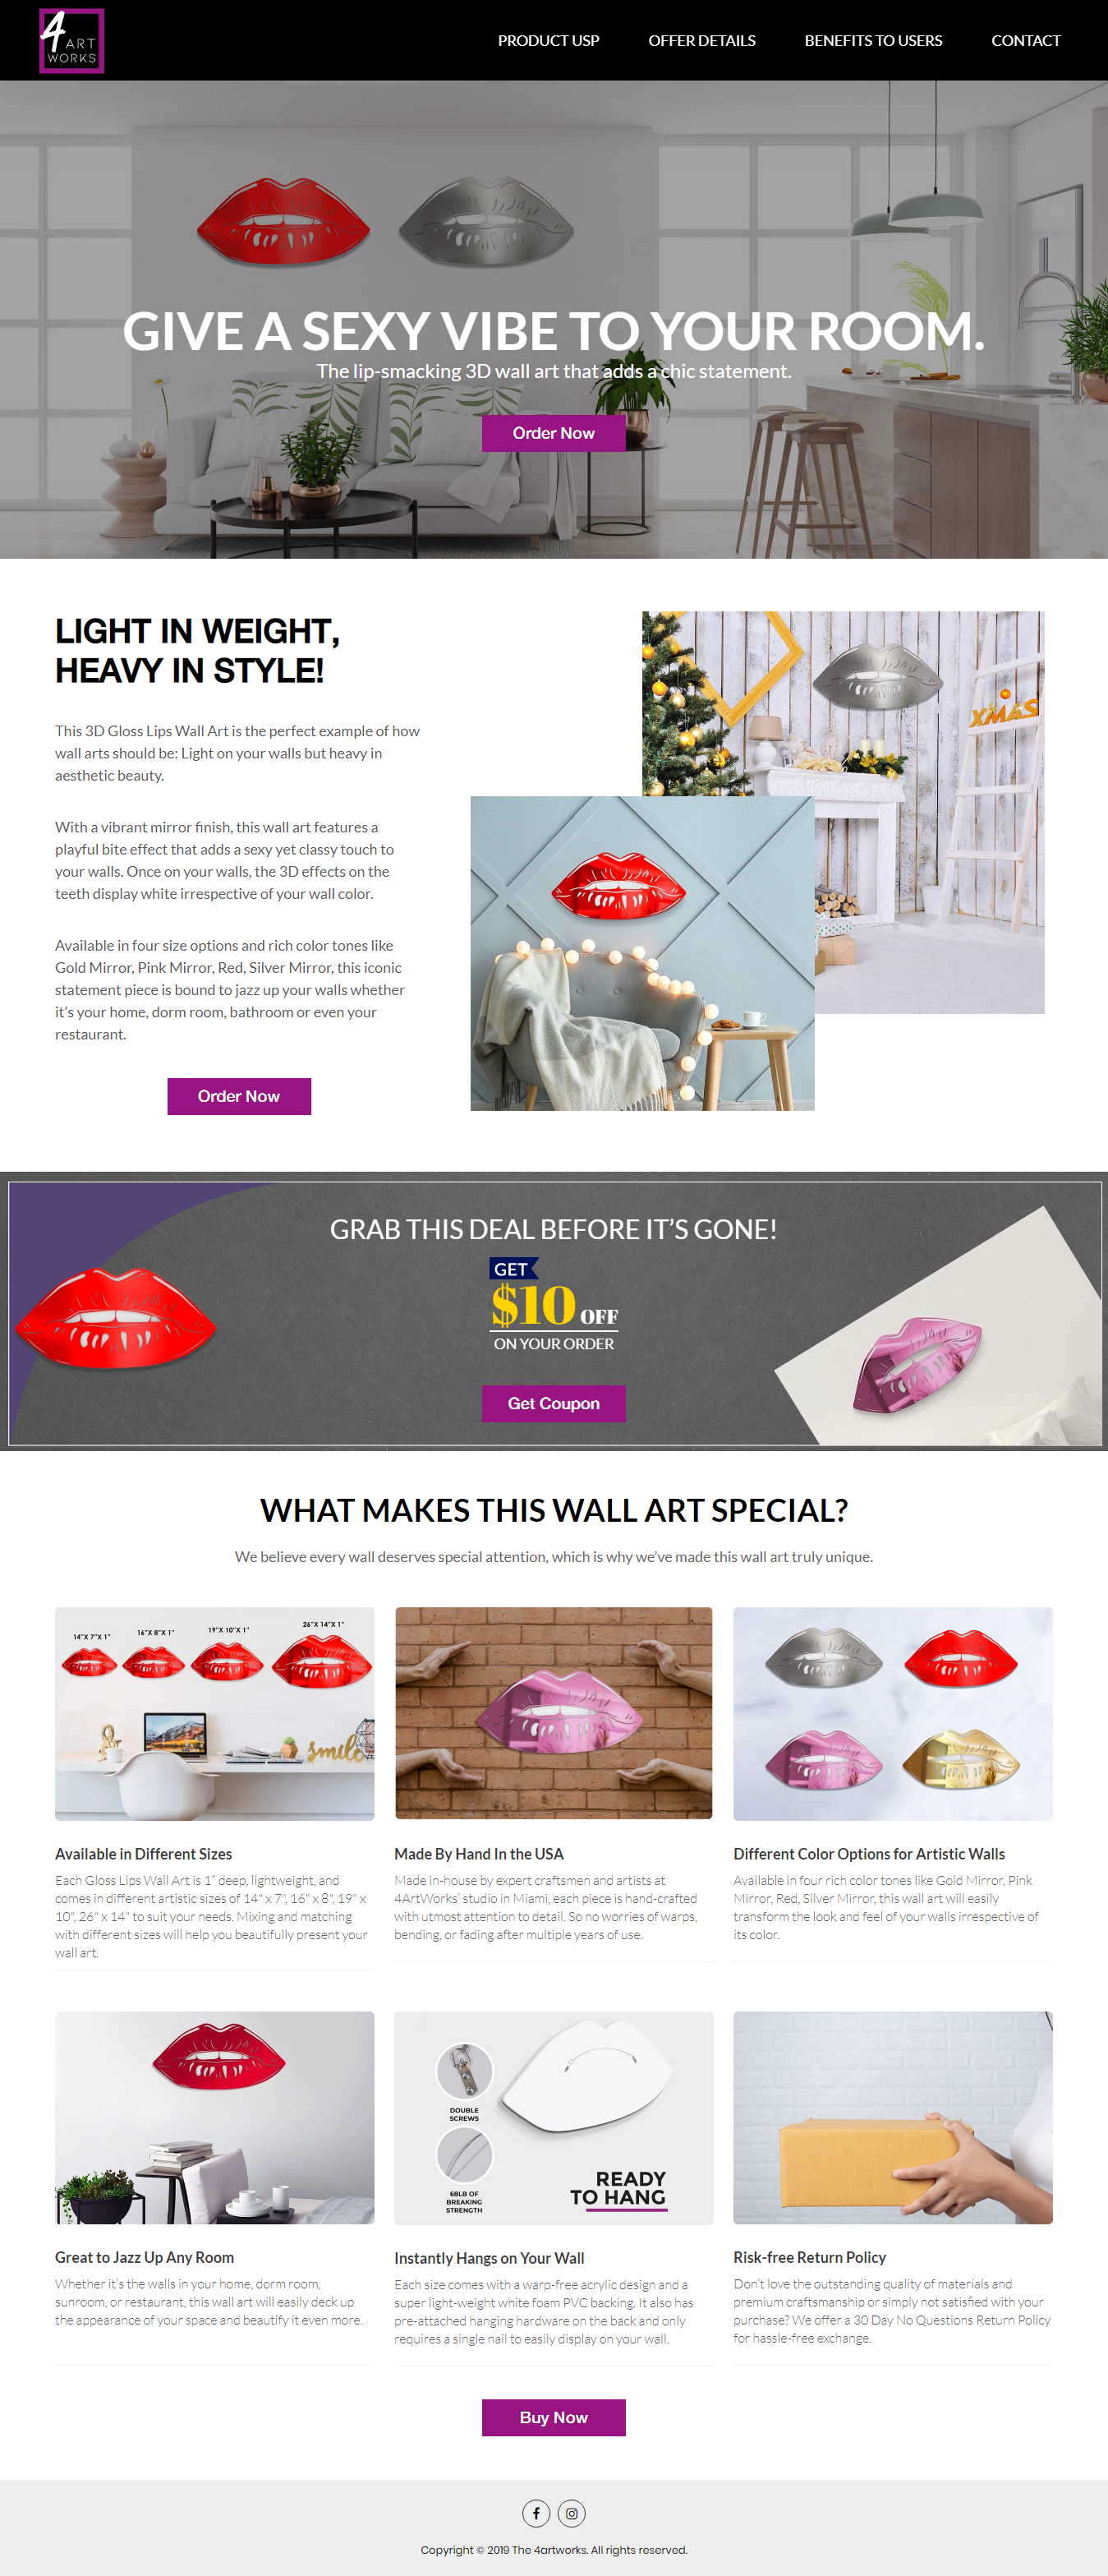 4 ART
WORKS
PRODUCT USP
OFFER DETAILS
BENEFITS TO USERS
CONTACT
GIVE A SEXY VIBE TO YOUR ROOM.
The lip-smacking 3D wall art that adds a chic statement.
Order Now
LIGHT IN WEIGHT,
HEAVY IN STYLE!
This 3D Gloss Lips Wall Art is the perfect example of how
wall arts should be: Light on your walls but heavy in
aesthetic beauty.
With a vibrant mirror finish, this wall art features a
playful bite effect that adds a sexy yet classy touch to
your walls. Once on your walls, the 3D effects on the
teeth display white irrespective of your wall color.
Available in four size options and rich color tones like
Gold Mirror, Pink Mirror, Red, Silver Mirror, this iconic
statement piece is bound to jazz up your walls whether
it's your home, dorm room, bathroom or even your
restaurant.
Order Now
XMAS
GRAB THIS DEAL BEFORE IT'S GONE!
GET
$10 OFF
ON YOUR ORDER
Get Coupon
WHAT MAKES THIS WALL ART SPECIAL?
We believe every wall deserves special attention, which is why we've made this wall art truly unique.
14"X 7"X 1"
16"X 8"X 1"
19"X 10"X 1"
26"X 14"X 1"
smile
Available in Different Sizes
Each Gloss Lips Wall Art is 1" deep, lightweight, and
comes in different artistic sizes of 14" x 7", 16" x 8", 19" x
10", 26" x 14" to suit your needs. Mixing and matching
with different sizes will help you beautifully present your
wall art.
Made By Hand In the USA
Made in-house by expert craftsmen and artists at
4ArtWorks' studio in Miami, each piece is hand-crafted
with utmost attention to detail. So no worries of warps,
bending, or fading after multiple years of use.
Different Color Options for Artistic Walls
Available in four rich color tones like Gold Mirror, Pink
Mirror, Red, Silver Mirror, this wall art will easily
transform the look and feel of your walls irrespective of
its color.
Great to Jazz Up Any Room
Whether it's the walls in your home, dorm room,
sunroom, or restaurant, this wall art will easily deck up
the appearance of your space and beautify it even more.
DOUBLE
SCREWS
68LB OF
BREAKING
STRENGTH
READY
TO HANG
Instantly Hangs on Your Wall
Each size comes with a warp-free acrylic design and a
super light-weight white foam PVC backing. It also has
pre-attached hanging hardware on the back and only
requires a single nail to easily display on your wall.
Risk-free Return Policy
Don't love the outstanding quality of materials and
premium craftsmanship or simply not satisfied with your
purchase? We offer a 30 Day No Questions Return Policy
for hassle-free exchange.
Buy Now
Copyright © 2019 The 4artworks. All rights reserved.